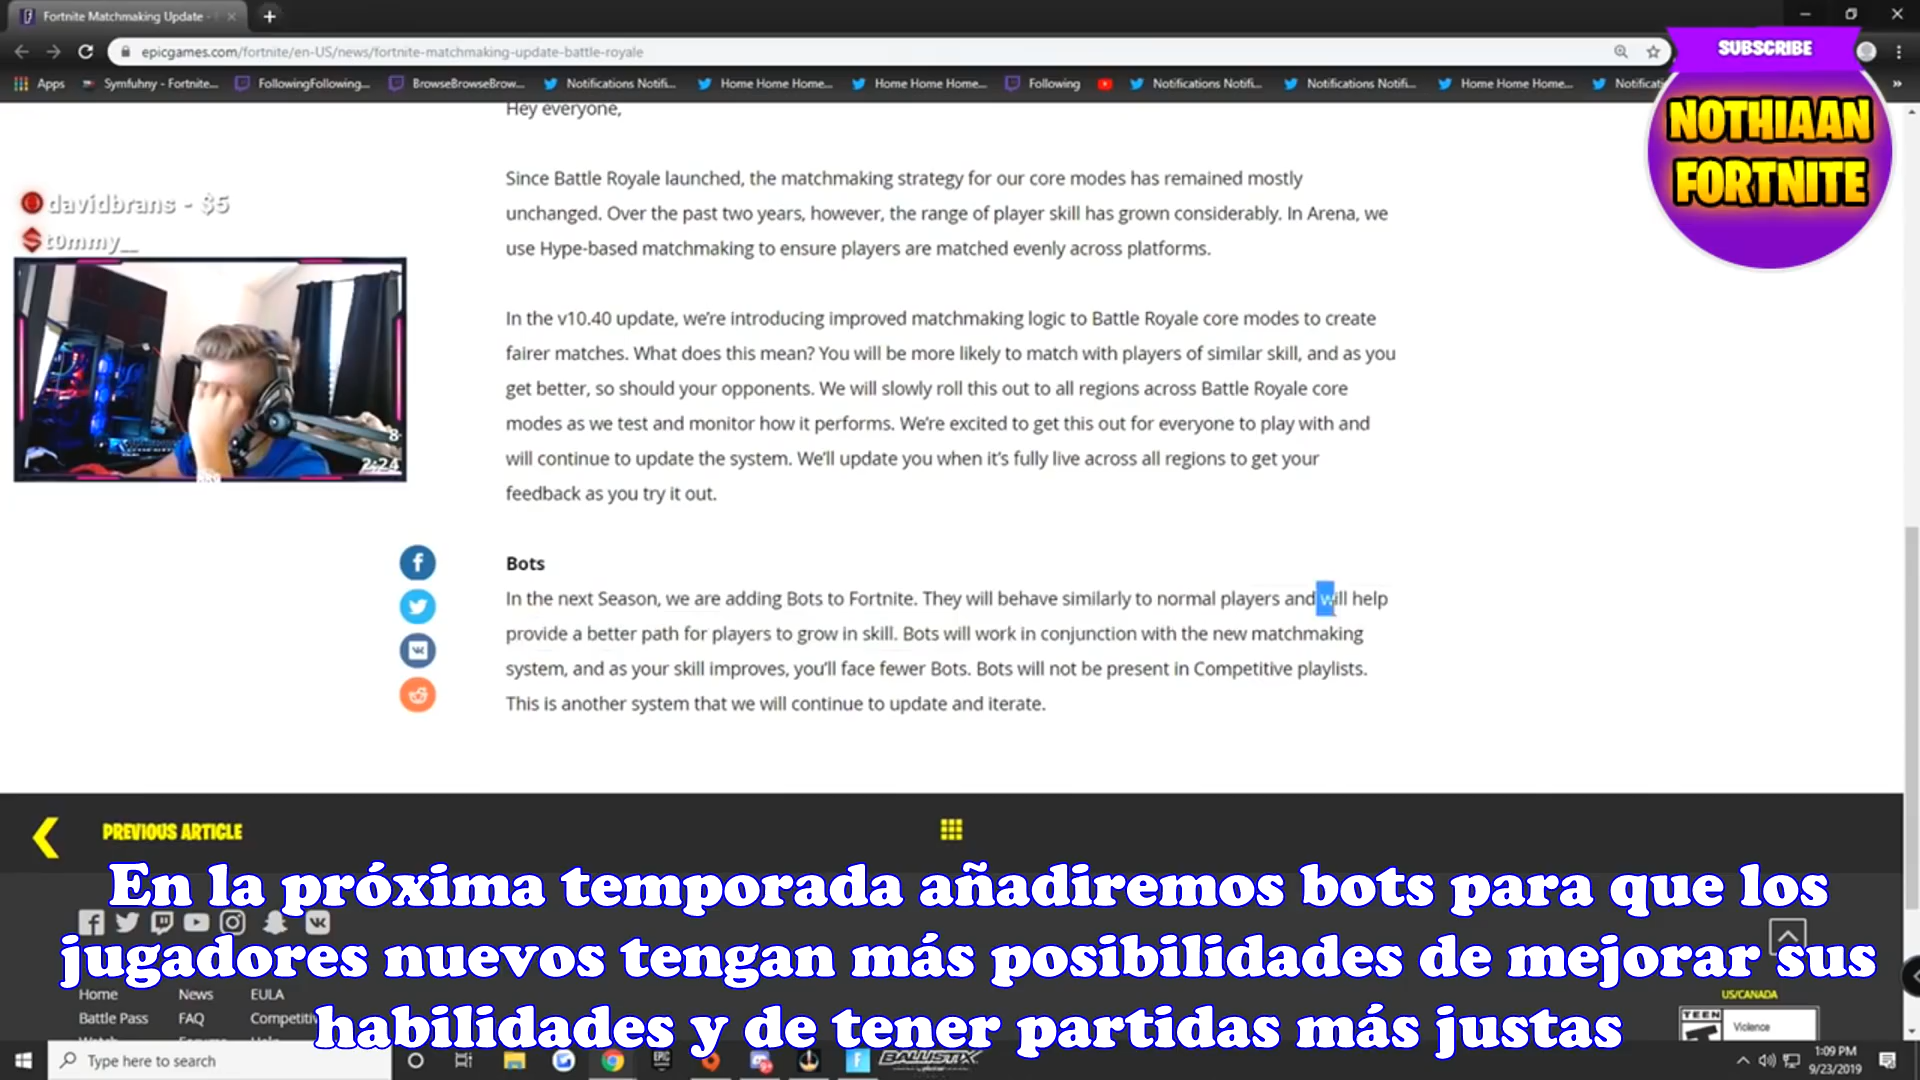 Fortnite Matchmaking Update -
epicgames.com/fortnite/en-US/news/fortnite-matchmaking-update-battle-royale
SUBSCRIBE
Apps
Symfuhny - Fortnite...
FollowingFollowing...
BrowseBrowseBrow...
Notifications Notifi...
Home Home Home...
Home Home Home...
Following
Notifications Notifi...
Notifications Notifi...
Home Home Home...
NOTHIAAN
FORTNITE
Hey everyone,
Since Battle Royale launched, the matchmaking strategy for our core modes has remained mostly
unchanged. Over the past two years, however, the range of player skill has grown considerably. In Arena, we
use Hype-based matchmaking to ensure players are matched evenly across platforms.
davidbrans - $5
t0mmy__
8
2:24
In the v10.40 update, we're introducing improved matchmaking logic to Battle Royale core modes to create
fairer matches. What does this mean? You will be more likely to match with players of similar skill, and as you
get better, so should your opponents. We will slowly roll this out to all regions across Battle Royale core
modes as we test and monitor how it performs. We're excited to get this out for everyone to play with and
will continue to update the system. We'll update you when it's fully live across all regions to get your
feedback as you try it out.
Bots
In the next Season, we are adding Bots to Fortnite. They will behave similarly to normal players and will help
provide a better path for players to grow in skill. Bots will work in conjunction with the new matchmaking
system, and as your skill improves, you'll face fewer Bots. Bots will not be present in Competitive playlists.
This is another system that we will continue to update and iterate.
PREVIOUS ARTICLE
En la próxima temporada añadiremos bots para que los
jugadores nuevos tengan más posibilidades de mejorar sus
habilidades y de tener partidas más justas
Home News EULA
Battle Pass FAQ
US/CANADA
TEEN
Violence
Type here to search
EPIC
BALLISTIX
1:09 PM
9/23/2019